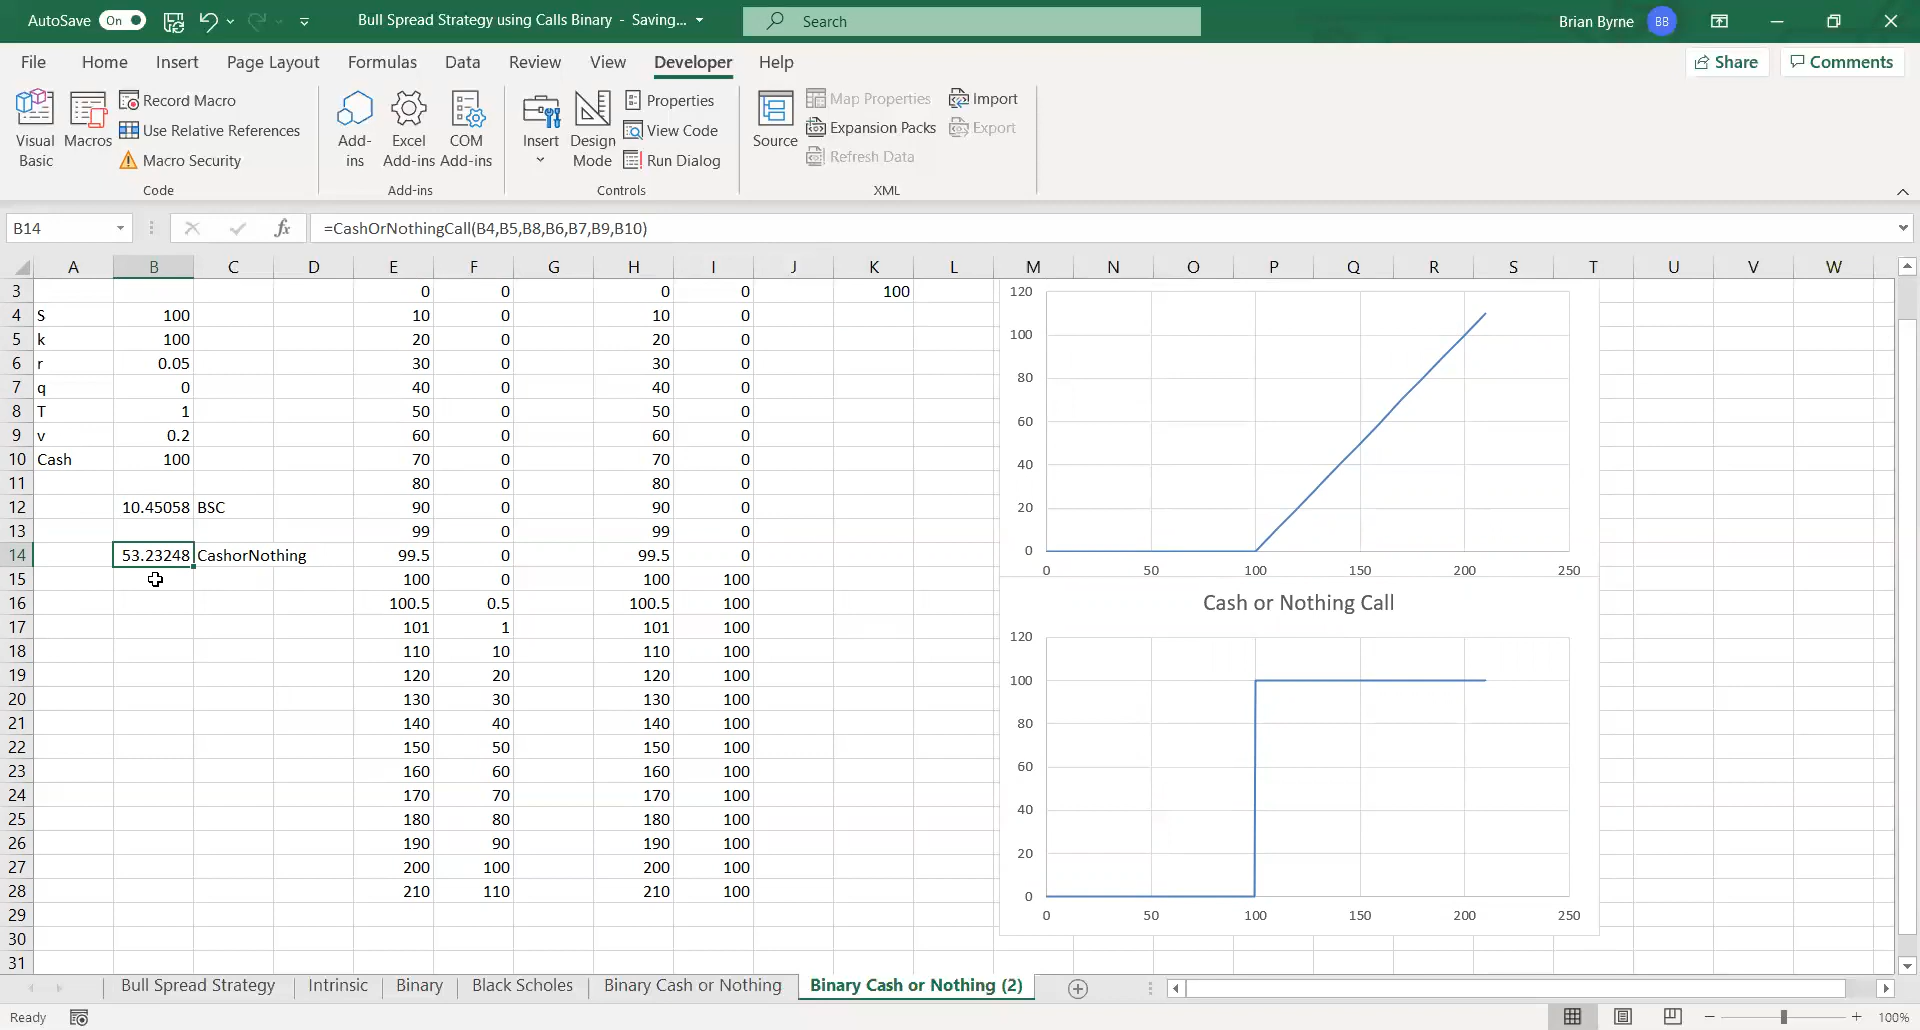 AutoSave On Bull Spread Strategy using Calls Binary - Saving... Search Brian Byrne BB
File Home Insert Page Layout Formulas Data Review View Developer Help Share Comments
Visual Basic
Macros
Record Macro
Use Relative References
Macro Security
Code
Add-ins
Excel Add-ins
COM Add-ins
Add-ins
Insert
Design Mode
Properties
View Code
Run Dialog
Controls
Source
Map Properties
Expansion Packs
Refresh Data
Import
Export
XML
B14 fx =CashOrNothingCall(B4,B5,B8,B6,B7,B9,B10)
A B C D E F G H I J K L M N O P Q R S T U V W
3 0 0 0 0 100
4 S 100 10 0 10 0
5 k 100 20 0 20 0
6 r 0.05 30 0 30 0
7 q 0 40 0 40 0
8 T 1 50 0 50 0
9 v 0.2 60 0 60 0
10 Cash 100 70 0 70 0
11 80 0 80 0
12 10.45058 BSC 90 0 90 0
13 99 0 99 0
14 53.23248 CashorNothing 99.5 0 99.5 0
15 100 0 100 100
16 100.5 0.5 100.5 100
17 101 1 101 100
18 110 10 110 100
19 120 20 120 100
20 130 30 130 100
21 140 40 140 100
22 150 50 150 100
23 160 60 160 100
24 170 70 170 100
25 180 80 180 100
26 190 90 190 100
27 200 100 200 100
28 210 110 210 100
29
30
31
120
100
80
60
40
20
0
0 50 100 150 200 250
Cash or Nothing Call
120
100
80
60
40
20
0
0 50 100 150 200 250
Bull Spread Strategy Intrinsic Binary Black Scholes Binary Cash or Nothing Binary Cash or Nothing (2)
Ready 100%